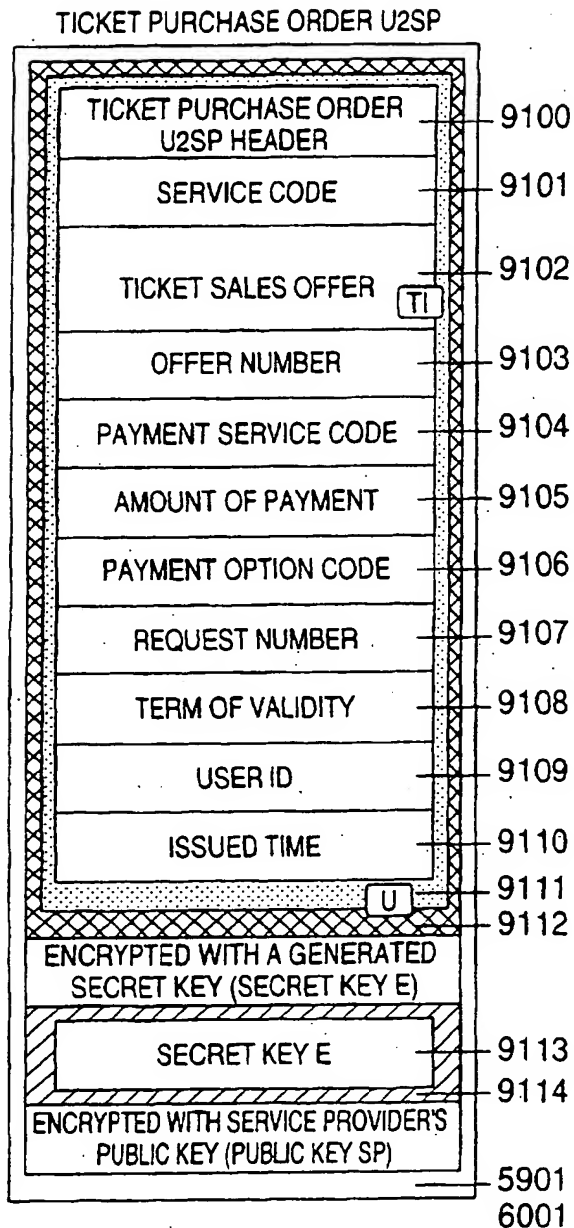 TICKET PURCHASE ORDER U2SP
TICKET PURCHASE ORDER
U2SP HEADER
9100
SERVICE CODE
9101
TICKET SALES OFFER
9102
TI
OFFER NUMBER
9103
PAYMENT SERVICE CODE
9104
AMOUNT OF PAYMENT
9105
PAYMENT OPTION CODE
9106
REQUEST NUMBER
9107
TERM OF VALIDITY
9108
USER ID
9109
ISSUED TIME
9110
U
9111
9112
ENCRYPTED WITH A GENERATED
SECRET KEY (SECRET KEY E)
SECRET KEY E
9113
9114
ENCRYPTED WITH SERVICE PROVIDER'S
PUBLIC KEY (PUBLIC KEY SP)
5901
6001